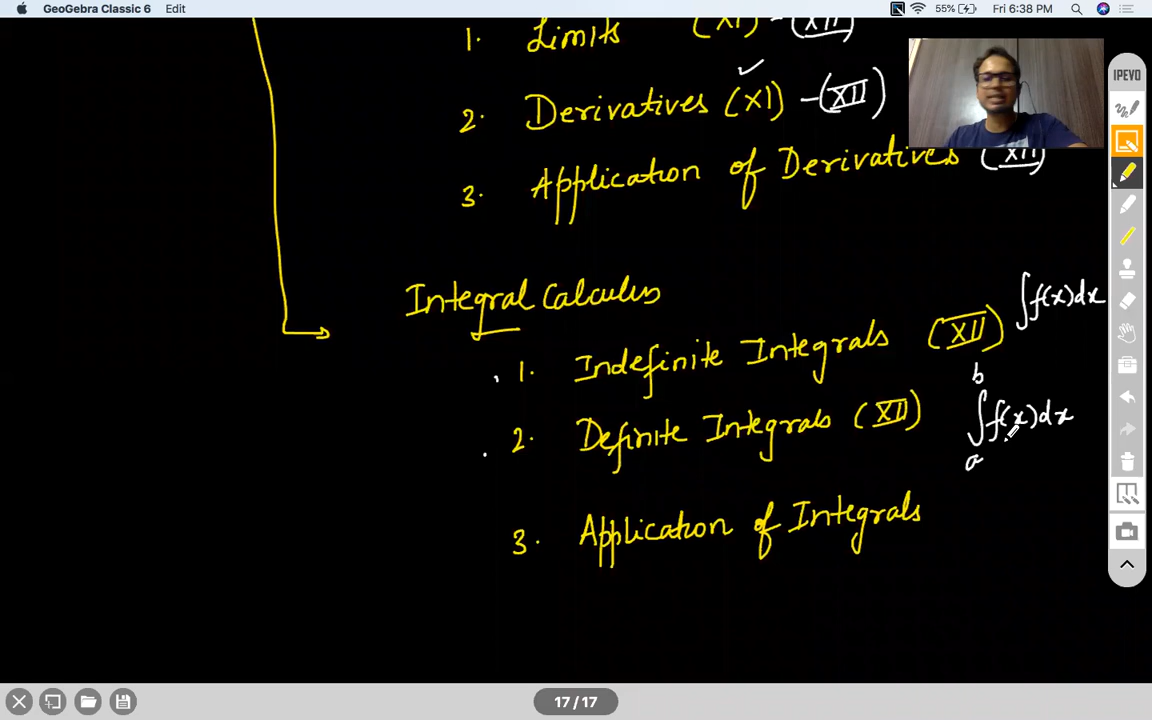 GeoGebra Classic 6 Edit 55% Fri 6:38 PM
1. Limits (XI) - (XII)
2. Derivatives (XI) - (XII)
3. Application of Derivatives (XII)
IPEVO
Integral Calculus
∫f(x)dx
1. Indefinite Integrals (XII)
2. Definite Integrals (XII) ∫ₐᵇ f(x)dx
3. Application of Integrals
17 / 17